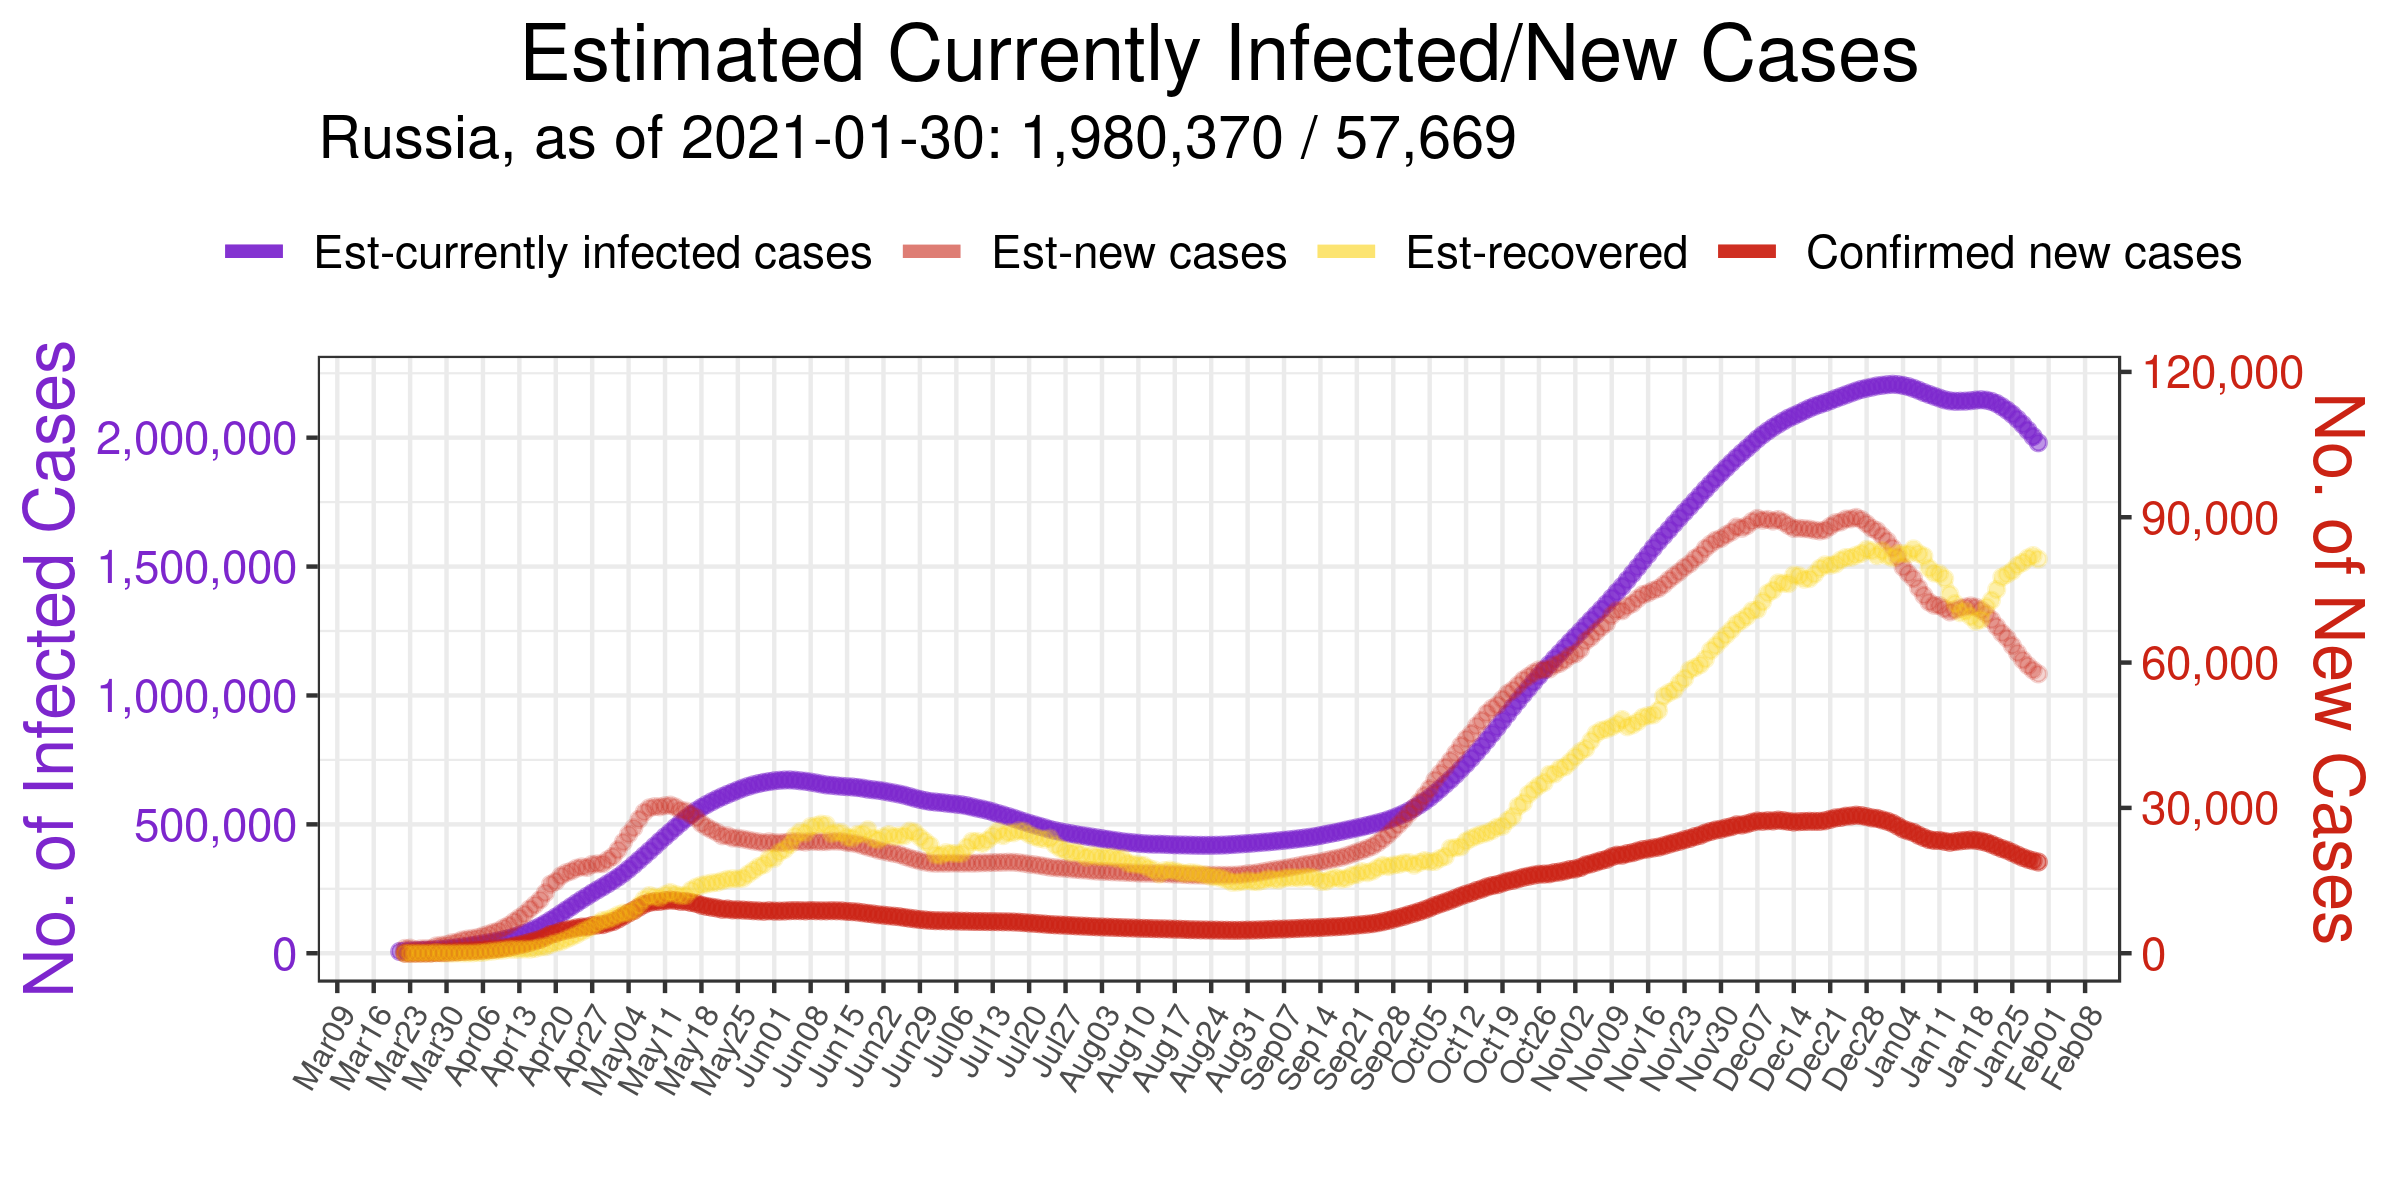 Estimated Currently Infected/New Cases
Russia, as of 2021-01-30: 1,980,370 / 57,669
Est-currently infected cases Est-new cases Est-recovered Confirmed new cases
No. of Infected Cases
2,000,000
1,500,000
1,000,000
500,000
0
120,000
90,000
60,000
30,000
0
No. of New Cases
Mar09 Mar16 Mar23 Mar30 Apr06 Apr13 Apr20 Apr27 May04 May11 May18 May25 Jun01 Jun08 Jun15 Jun22 Jun29 Jul06 Jul13 Jul20 Jul27 Aug03 Aug10 Aug17 Aug24 Aug31 Sep07 Sep14 Sep21 Sep28 Oct05 Oct12 Oct19 Oct26 Nov02 Nov09 Nov16 Nov23 Nov30 Dec07 Dec14 Dec21 Dec28 Jan04 Jan11 Jan18 Jan25 Feb01 Feb08